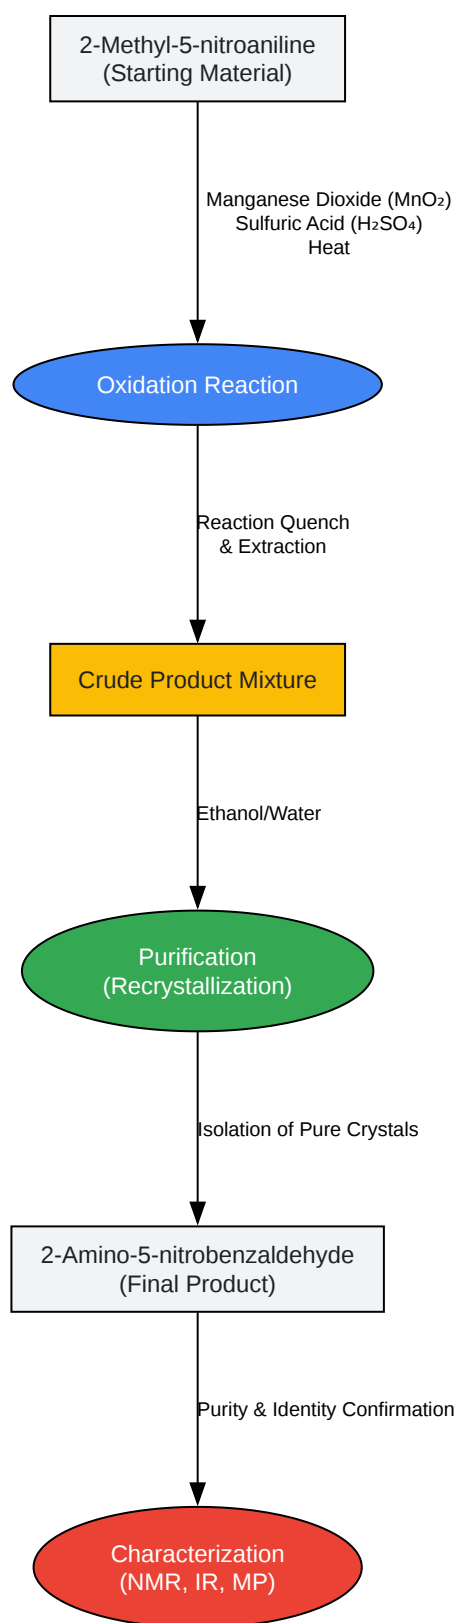 2-Methyl-5-nitroaniline
(Starting Material)
Manganese Dioxide (MnO₂)
Sulfuric Acid (H₂SO₄)
Heat
Oxidation Reaction
Reaction Quench
& Extraction
Crude Product Mixture
Ethanol/Water
Purification
(Recrystallization)
Isolation of Pure Crystals
2-Amino-5-nitrobenzaldehyde
(Final Product)
Purity & Identity Confirmation
Characterization
(NMR, IR, MP)